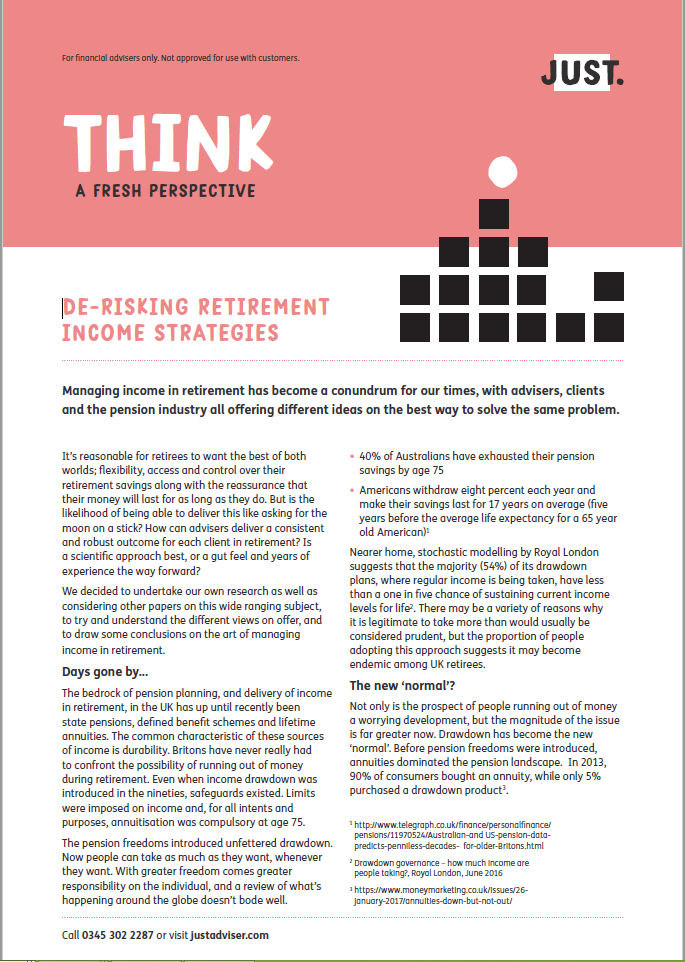 For financial advisers only. Not approved for use with customers.
JUST.
THINK
A FRESH PERSPECTIVE
DE-RISKING RETIREMENT
INCOME STRATEGIES
Managing income in retirement has become a conundrum for our times, with advisers, clients
and the pension industry all offering different ideas on the best way to solve the same problem.
It's reasonable for retirees to want the best of both
worlds; flexibility, access and control over their
retirement savings along with the reassurance that
their money will last for as long as they do. But is the
likelihood of being able to deliver this like asking for the
moon on a stick? How can advisers deliver a consistent
and robust outcome for each client in retirement? Is
a scientific approach best, or a gut feel and years of
experience the way forward?
We decided to undertake our own research as well as
considering other papers on this wide ranging subject,
to try and understand the different views on offer, and
to draw some conclusions on the art of managing
income in retirement.
Days gone by...
The bedrock of pension planning, and delivery of income
in retirement, in the UK has up until recently been
state pensions, defined benefit schemes and lifetime
annuities. The common characteristic of these sources
of income is durability. Britons have never really had
to confront the possibility of running out of money
during retirement. Even when income drawdown was
introduced in the nineties, safeguards existed. Limits
were imposed on income and, for all intents and
purposes, annuitisation was compulsory at age 75.
The pension freedoms introduced unfettered drawdown.
Now people can take as much as they want, whenever
they want. With greater freedom comes greater
responsibility on the individual, and a review of what's
happening around the globe doesn't bode well.
• 40% of Australians have exhausted their pension
savings by age 75
• Americans withdraw eight percent each year and
make their savings last for 17 years on average (five
years before the average life expectancy for a 65 year
old American)¹
Nearer home, stochastic modelling by Royal London
suggests that the majority (54%) of its drawdown
plans, where regular income is being taken, have less
than a one in five chance of sustaining current income
levels for life². There may be a variety of reasons why
it is legitimate to take more than would usually be
considered prudent, but the proportion of people
adopting this approach suggests it may become
endemic among UK retirees.
The new 'normal'?
Not only is the prospect of people running out of money
a worrying development, but the magnitude of the issue
is far greater now. Drawdown has become the new
'normal'. Before pension freedoms were introduced,
annuities dominated the pension landscape. In 2013,
90% of consumers bought an annuity, while only 5%
purchased a drawdown product³.
¹ http://www.telegraph.co.uk/finance/personalfinance/
pensions/11970524/Australian-and US-pension-data-
predicts-penniless-decades- for-older-Britons.html
² Drawdown governance – how much income are
people taking?, Royal London, June 2016
³ https://www.moneymarketing.co.uk/issues/26-
january-2017/annuities-down-but-not-out/
Call 0345 302 2287 or visit justadviser.com